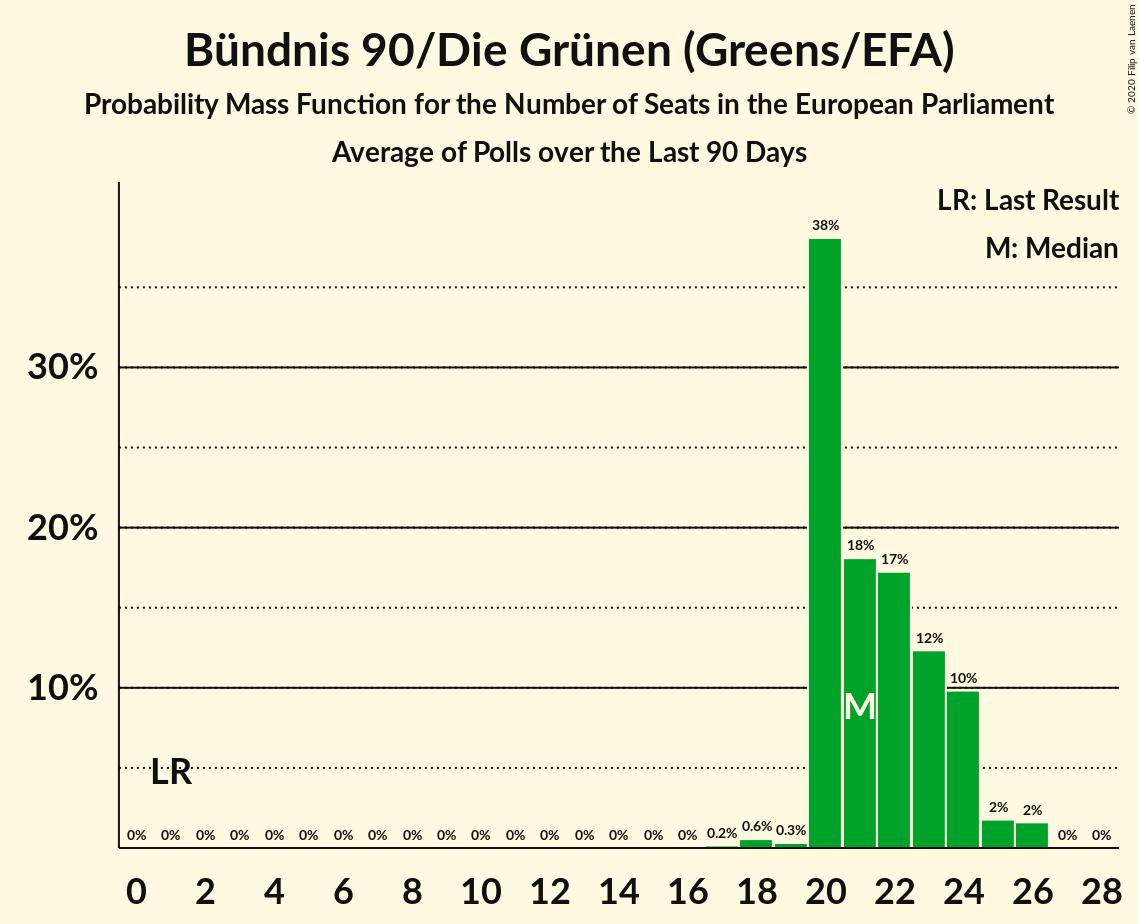 Bündnis 90/Die Grünen (Greens/EFA)
Probability Mass Function for the Number of Seats in the European Parliament
Average of Polls over the Last 90 Days
© 2020 Filip van Laenen
LR: Last Result
M: Median
38%
30%
20%
18%
17%
12%
10%
10%
M
LR
0% 0% 0% 0% 0% 0% 0% 0% 0% 0% 0% 0% 0% 0% 0% 0% 0% 0.2% 0.6% 0.3% 2% 2% 0% 0%
0 2 4 6 8 10 12 14 16 18 20 22 24 26 28